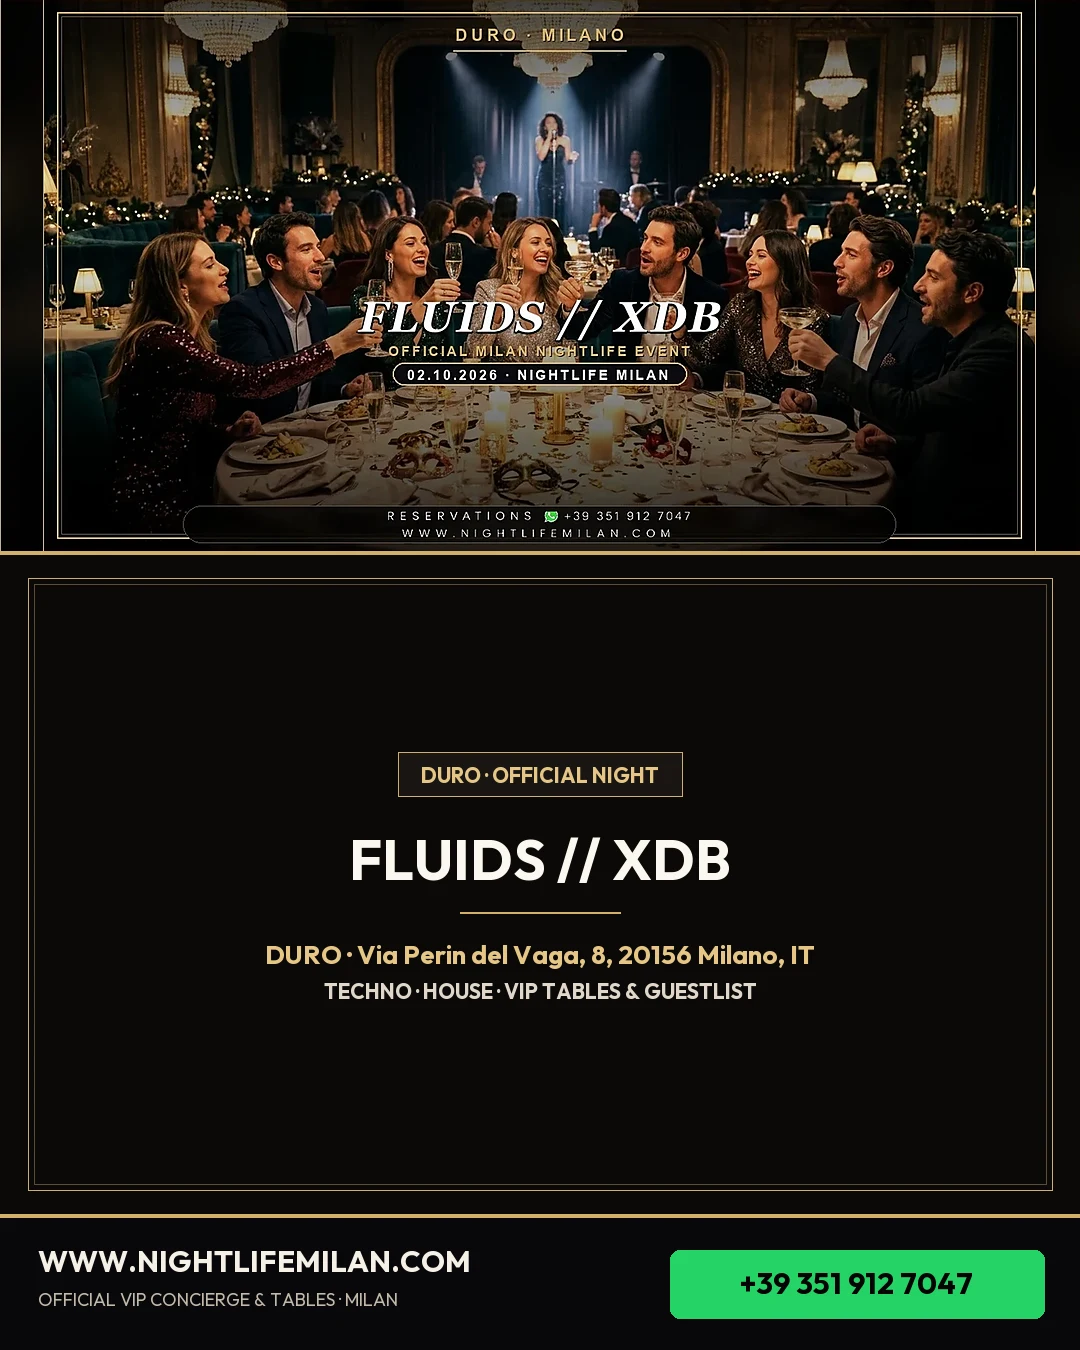 DURO · MILANO
FLUIDS // XDB
OFFICIAL MILAN NIGHTLIFE EVENT
02.10.2026 · NIGHTLIFE MILAN
RESERVATIONS +39 351 912 7047
WWW.NIGHTLIFEMILAN.COM
DURO · OFFICIAL NIGHT
FLUIDS // XDB
DURO · Via Perin del Vaga, 8, 20156 Milano, IT
TECHNO · HOUSE · VIP TABLES & GUESTLIST
WWW.NIGHTLIFEMILAN.COM
OFFICIAL VIP CONCIERGE & TABLES · MILAN
+39 351 912 7047